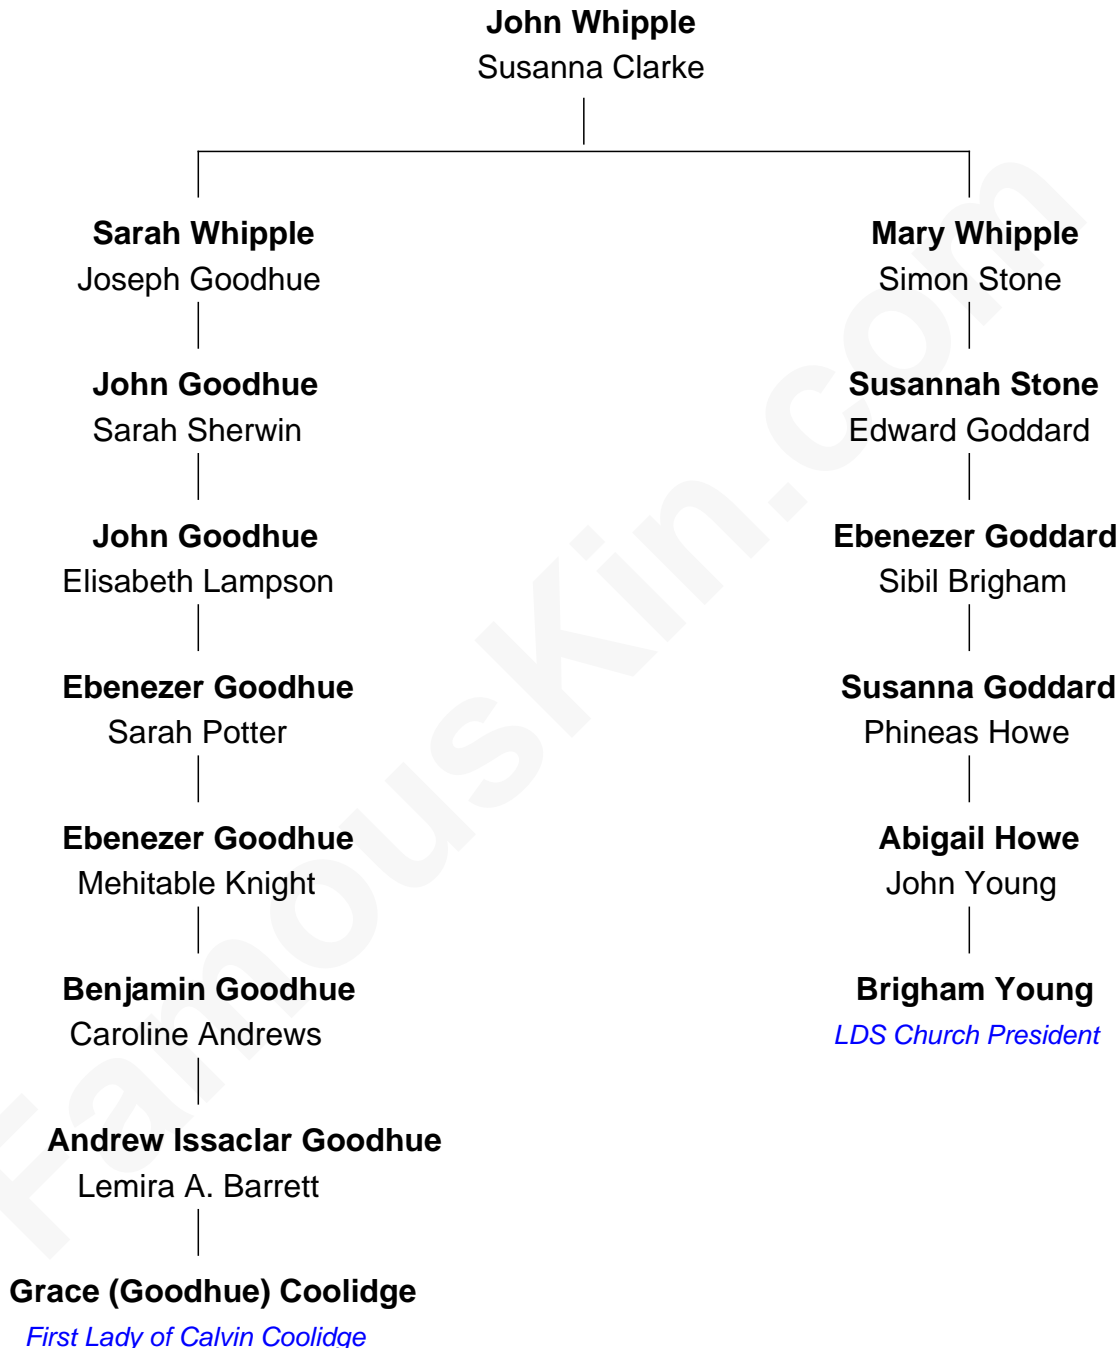 John Whipple
Susanna Clarke
Sarah Whipple
Joseph Goodhue
John Goodhue
Sarah Sherwin
John Goodhue
Elisabeth Lampson
Ebenezer Goodhue
Sarah Potter
Ebenezer Goodhue
Mehitable Knight
Benjamin Goodhue
Caroline Andrews
Andrew Issaclar Goodhue
Lemira A. Barrett
Grace (Goodhue) Coolidge
First Lady of Calvin Coolidge
Mary Whipple
Simon Stone
Susannah Stone
Edward Goddard
Ebenezer Goddard
Sibil Brigham
Susanna Goddard
Phineas Howe
Abigail Howe
John Young
Brigham Young
LDS Church President
FamousKin.com